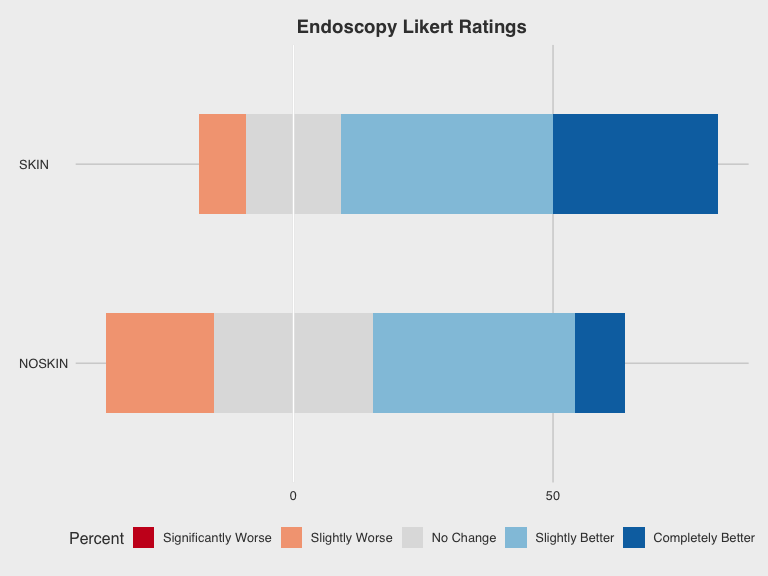 Endoscopy Likert Ratings
SKIN
NOSKIN
0 50
Percent Significantly Worse Slightly Worse No Change Slightly Better Completely Better